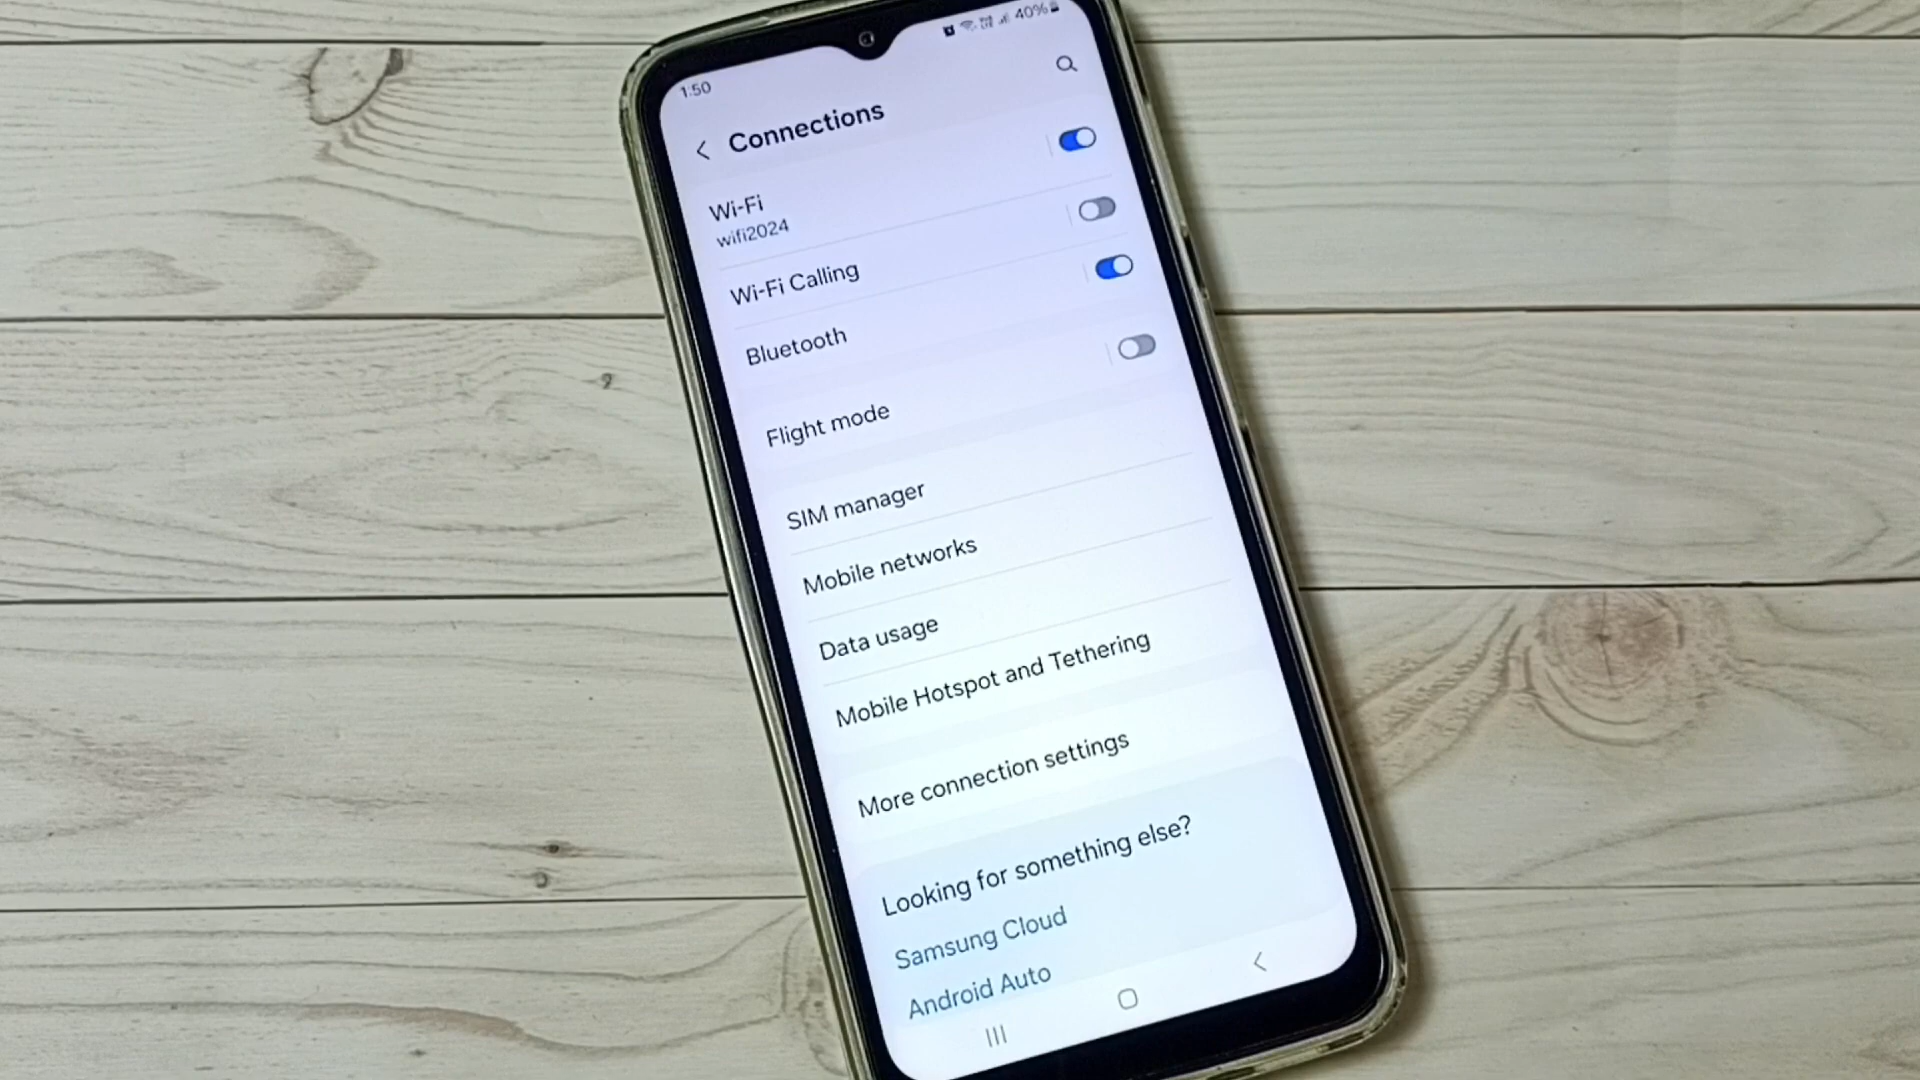 1:50
40%
Connections
Wi-Fi
wifi2024
Wi-Fi Calling
Bluetooth
Flight mode
SIM manager
Mobile networks
Data usage
Mobile Hotspot and Tethering
More connection settings
Looking for something else?
Samsung Cloud
Android Auto